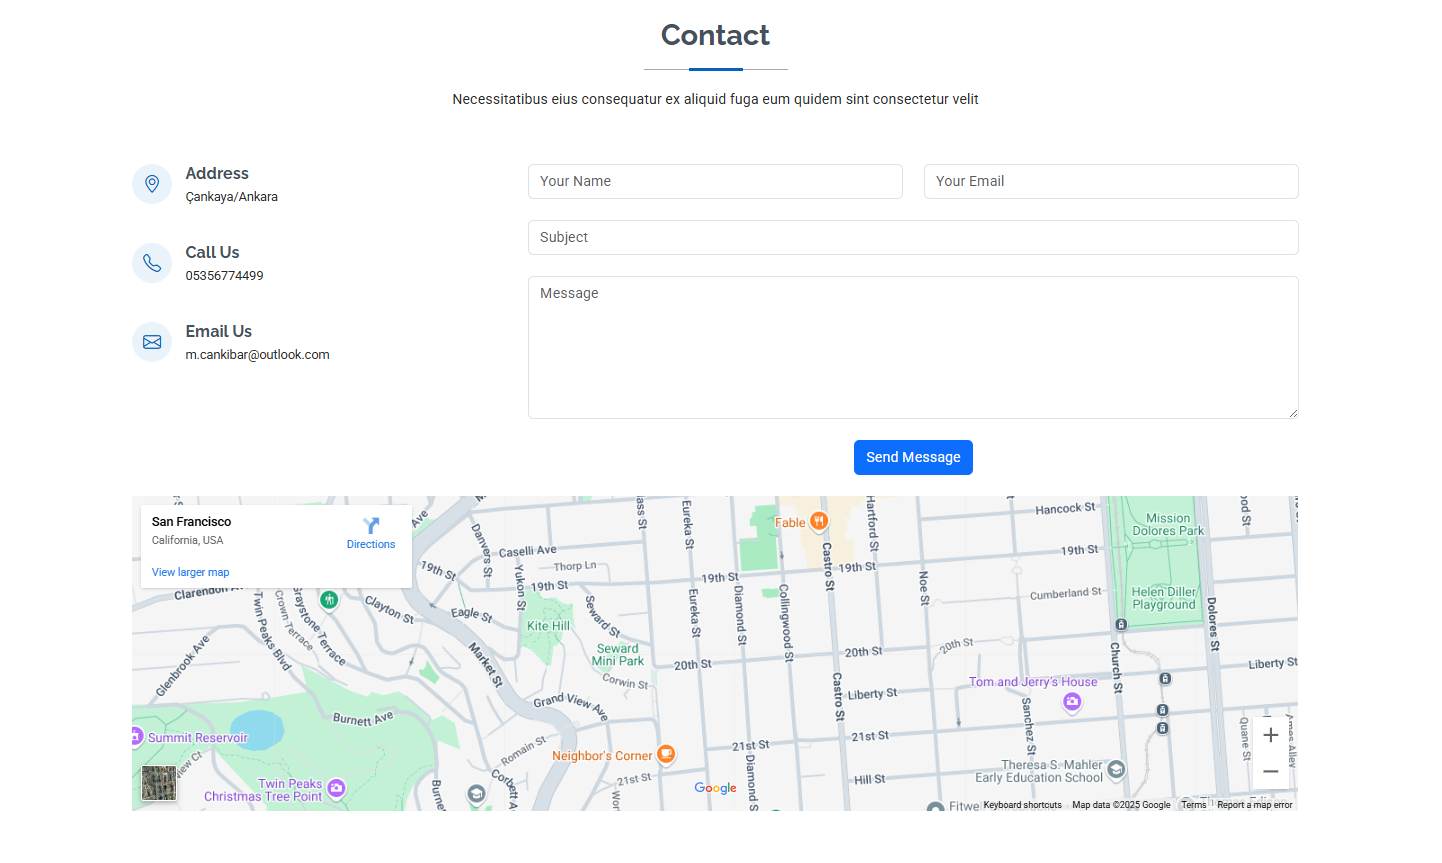 Contact
Necessitatibus eius consequatur ex aliquid fuga eum quidem sint consectetur velit
Address
Çankaya/Ankara
Call Us
05356774499
Email Us
m.cankibar@outlook.com
Your Name
Your Email
Subject
Message
Send Message
San Francisco
California, USA
Directions
View larger map
Danvers St
Caselli Ave
Thorp Ln
19th St
19th St
Yukon St
Seward St
Eagle St
Clayton St
Clarendon
Twin Peaks Blvd
Crown Terrace
Graystone Terrace
Glenbrook Ave
Market St
Kite Hill
Seward
Mini Park
Corwin St
Grand View Ave
Burnett Ave
Romain St
Corbett
Summit Reservoir
Twin Peaks
Christmas Tree Point
Neighbor's Corner
21st St
Eureka St
Eureka St
19th St
Diamond St
Collingwood St
20th St
21st St
Diamond S
Fable
Castro St
Hartford St
19th St
Noe St
20th St
Castro St
Liberty St
21st St
Hill St
20th St
Hancock St
19th St
Cumberland St
Mission
Dolores Park
Helen Diller
Playground
Dolores St
Church St
Liberty St
Tom and Jerry's House
Sanchez St
Quane St
Theresa S. Mahler
Early Education School
Google
Keyboard shortcuts
Map data ©2025 Google
Terms
Report a map error